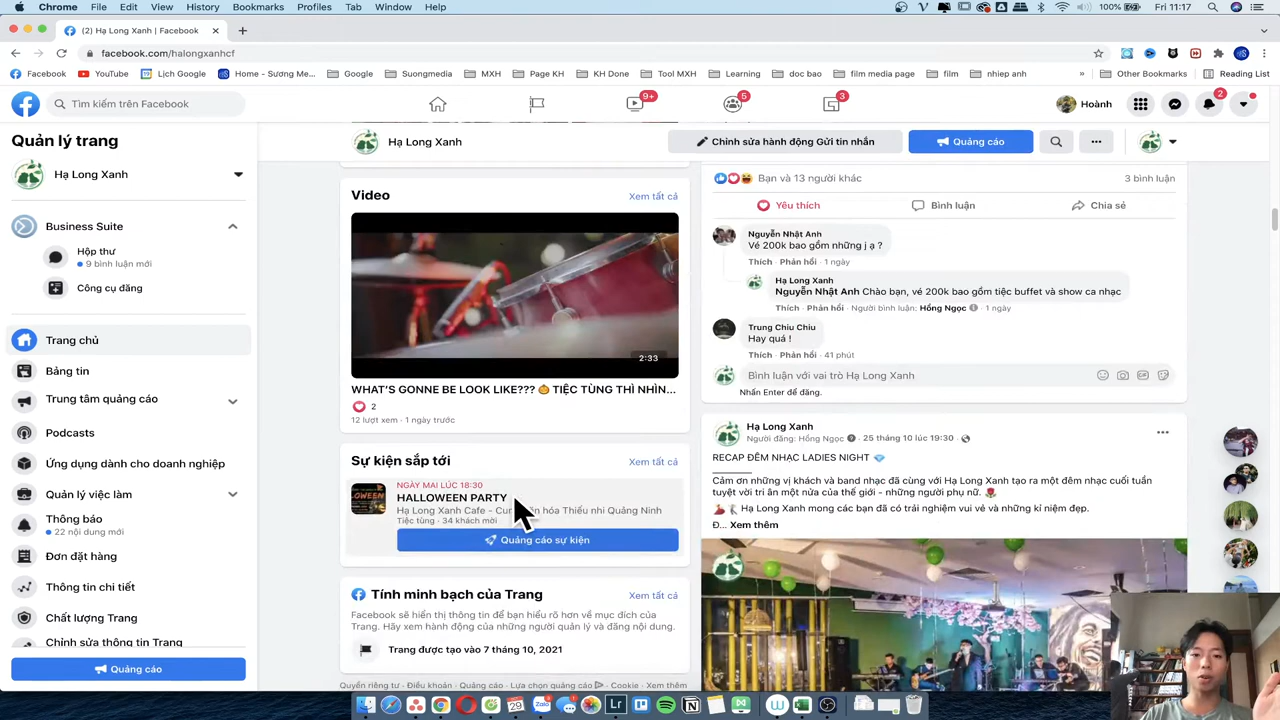 Chrome File Edit View History Bookmarks Profiles Tab Window Help 100% Fri 11:17
(2) Hạ Long Xanh | Facebook
facebook.com/halongxanhcf
Facebook YouTube Lịch Google Home - Sương Me... Google Suongmedia MXH Page KH KH Done Tool MXH Learning doc bao film media page film nhiep anh » Other Bookmarks Reading List
Tìm kiếm trên Facebook 9+ 5 3 Hoành 2
Quản lý trang
Hạ Long Xanh
Business Suite
Hộp thư
9 bình luận mới
Công cụ đăng
Trang chủ
Bảng tin
Trung tâm quảng cáo
Podcasts
Ứng dụng dành cho doanh nghiệp
Quản lý việc làm
Thông báo
22 nội dung mới
Đơn đặt hàng
Thông tin chi tiết
Chất lượng Trang
Chỉnh sửa thông tin Trang
Quảng cáo
Hạ Long Xanh
Chỉnh sửa hành động Gửi tin nhắn
Quảng cáo
Video
Xem tất cả
2:33
WHAT'S GONNE BE LOOK LIKE??? 🎃 TIỆC TÙNG THÌ NHÌN...
2
12 lượt xem · 1 ngày trước
Sự kiện sắp tới
Xem tất cả
NGÀY MAI LÚC 18:30
HALLOWEEN PARTY
Hạ Long Xanh Cafe - Cu
n hóa Thiếu nhi Quảng Ninh
Tiệc tùng · 34 khách mời
Quảng cáo sự kiện
Tính minh bạch của Trang
Xem tất cả
Facebook sẽ hiển thị thông tin để bạn hiểu rõ hơn về mục đích của
Trang. Hãy xem hành động của những người quản lý và đăng nội dung.
Trang được tạo vào 7 tháng 10, 2021
Quyền riêng tư · Điều khoản · Quảng cáo · Lựa chọn quảng cáo · Cookie · Xem thêm
Bạn và 13 người khác
3 bình luận
Yêu thích
Bình luận
Chia sẻ
Nguyễn Nhật Anh
Vé 200k bao gồm những j ạ ?
Thích · Phản hồi · 1 ngày
Hạ Long Xanh
Nguyễn Nhật Anh Chào bạn, vé 200k bao gồm tiệc buffet và show ca nhạc
Thích · Phản hồi · Người bình luận: Hồng Ngọc · 1 ngày
Trung Chiu Chiu
Hay quá !
Thích · Phản hồi · 41 phút
Bình luận với vai trò Hạ Long Xanh
Nhấn Enter để đăng.
Hạ Long Xanh
Người đăng: Hồng Ngọc · 25 tháng 10 lúc 19:30 ·
RECAP ĐÊM NHẠC LADIES NIGHT 💎
Cảm ơn những vị khách và band nhạc đã cùng với Hạ Long Xanh tạo ra một đêm nhạc cuối tuần
tuyệt vời tri ân một nửa của thế giới - những người phụ nữ. 🌹
Hạ Long Xanh mong các bạn đã có trải nghiệm vui vẻ và những kỉ niệm đẹp.
Đ... Xem thêm